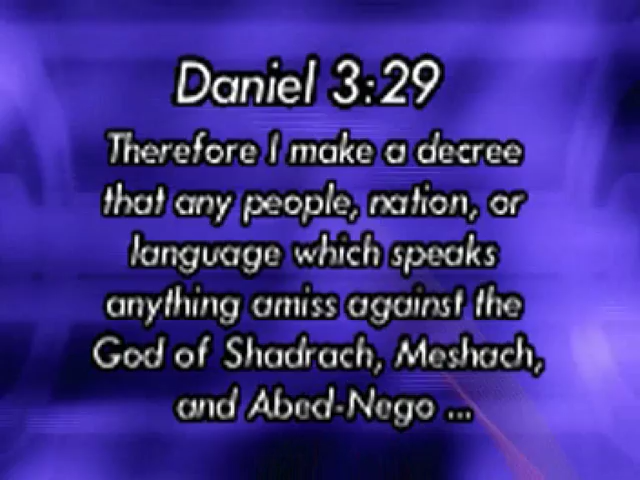 Daniel 3:29
Therefore I make a decree
that any people, nation, or
language which speaks
anything amiss against the
God of Shadrach, Meshach,
and Abed-Nego ...